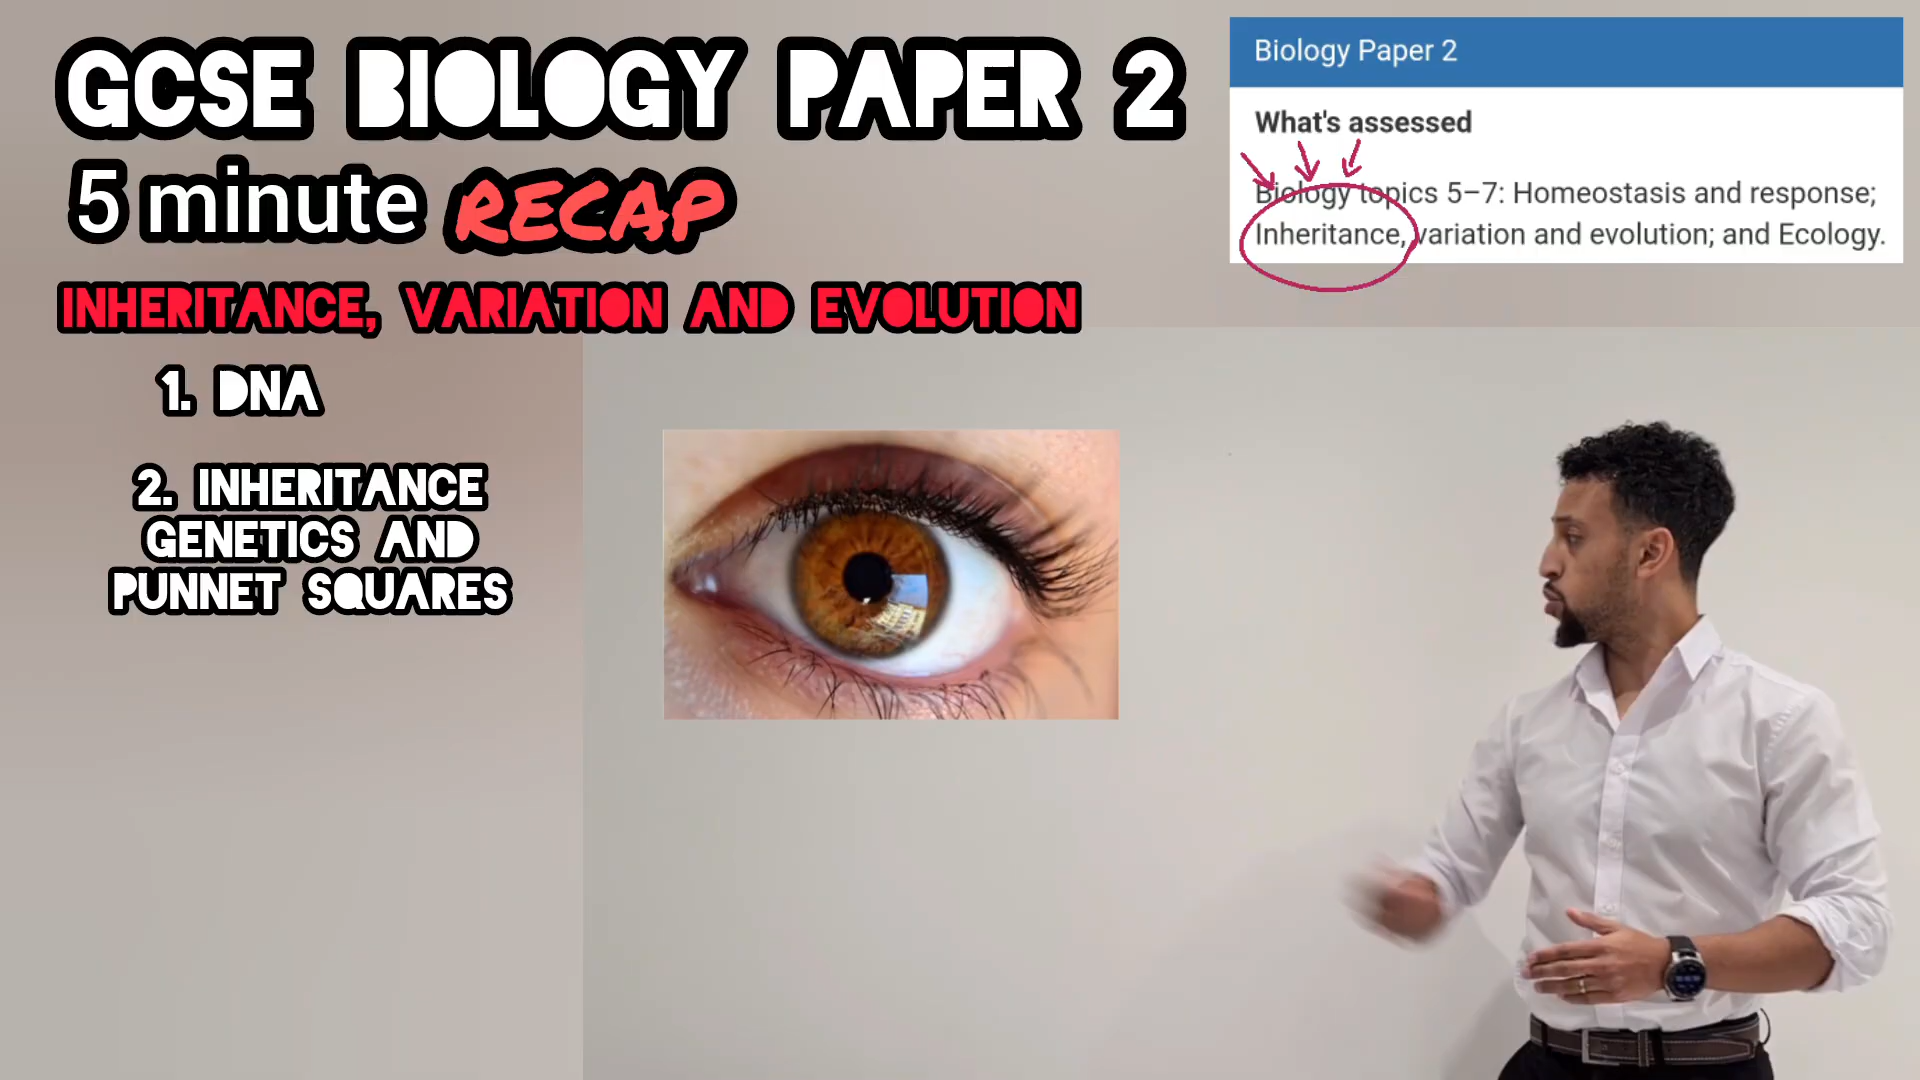 GCSE BIOLOGY PAPER 2
5 minute RECAP
INHERITANCE, VARIATION AND EVOLUTION
1. DNA
2. INHERITANCE
GENETICS AND
PUNNET SQUARES
Biology Paper 2
What's assessed
Biology topics 5–7: Homeostasis and response;
Inheritance, variation and evolution; and Ecology.